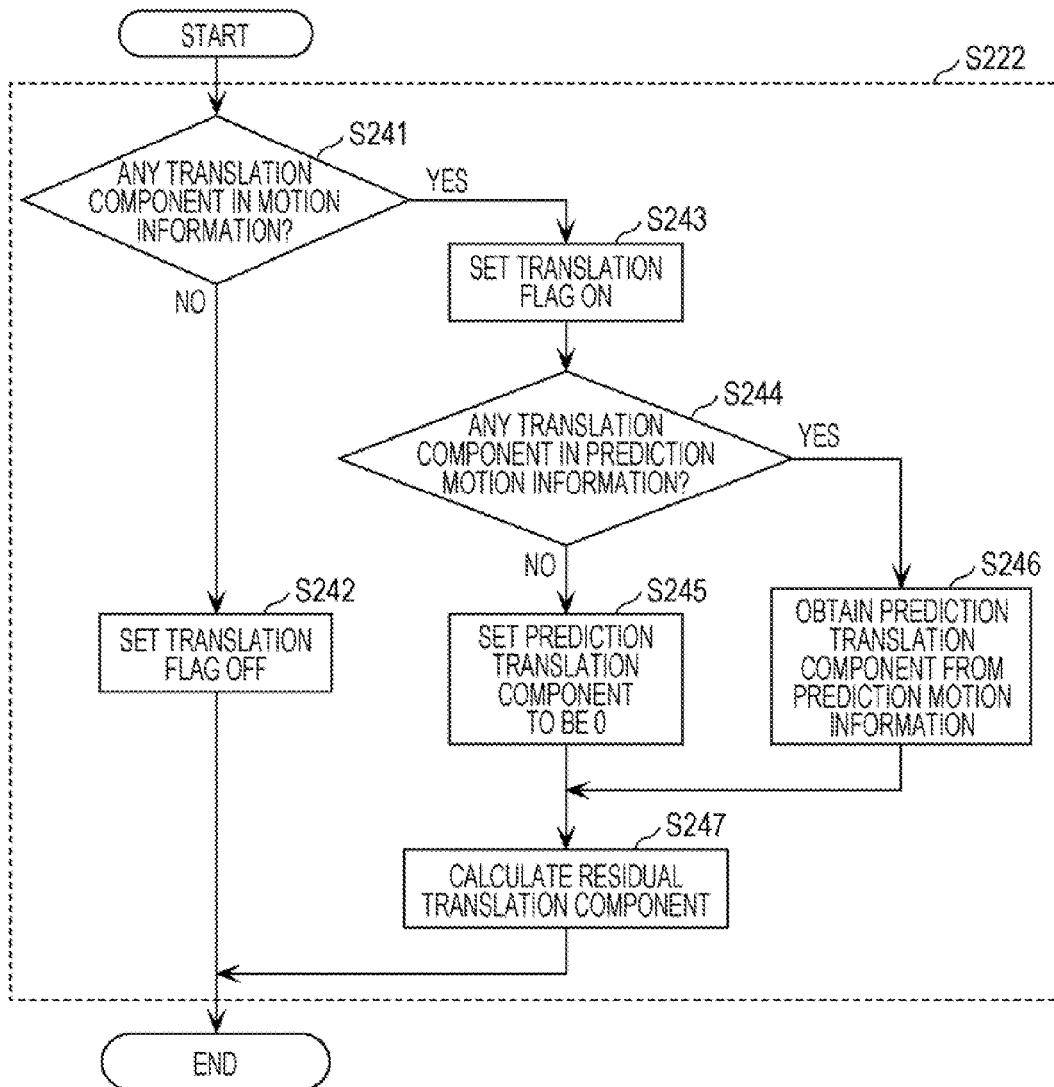 START
S222
S241
ANY TRANSLATION
COMPONENT IN MOTION
INFORMATION?
YES
NO
S243
SET TRANSLATION
FLAG ON
S244
ANY TRANSLATION
COMPONENT IN PREDICTION
MOTION INFORMATION?
YES
NO
S242
SET TRANSLATION
FLAG OFF
S245
SET PREDICTION
TRANSLATION
COMPONENT
TO BE 0
S246
OBTAIN PREDICTION
TRANSLATION
COMPONENT FROM
PREDICTION MOTION
INFORMATION
S247
CALCULATE RESIDUAL
TRANSLATION COMPONENT
END